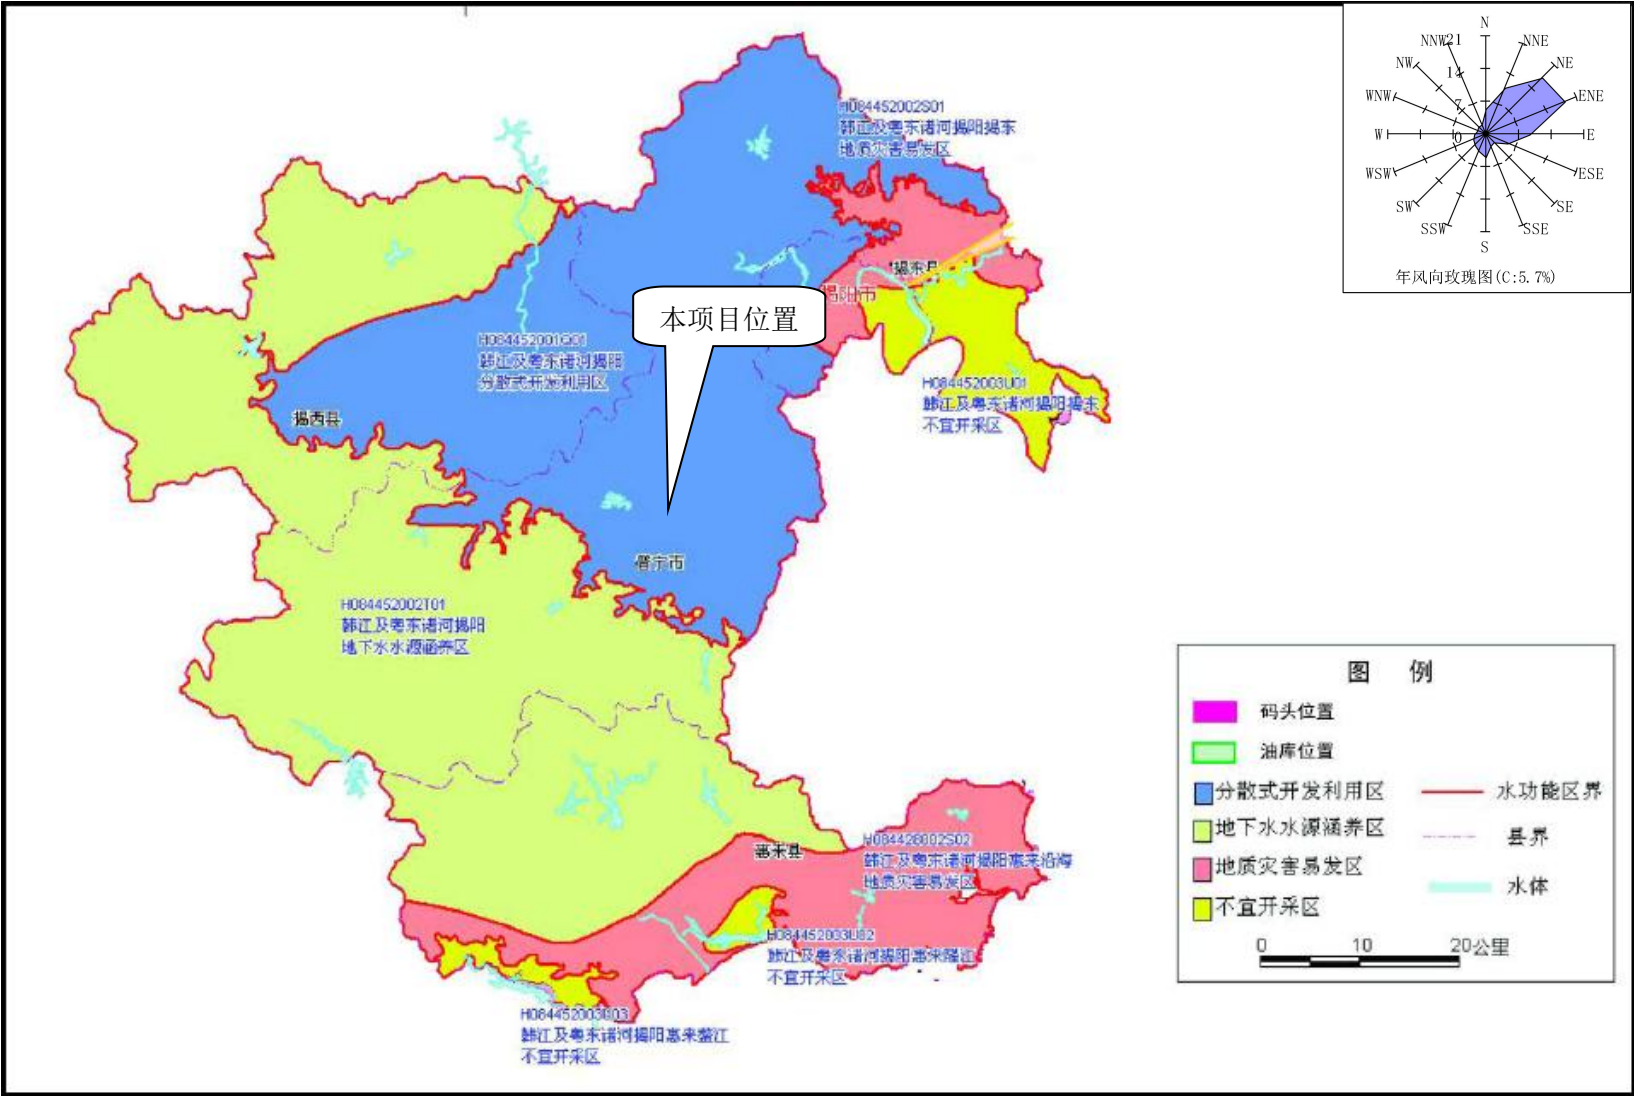 N
NNW
21
NNE
NW
14
NE
WNW
7
ENE
W
0
E
WSW
ESE
SW
SE
SSW
SSE
S
年风向玫瑰图(C:5.7%)
H084452002S01
韩江及粤东诸河揭阳揭东
地质灾害易发区
揭东县
揭阳市
本项目位置
H084452001Q01
韩江及粤东诸河揭阳
分散式开发利用区
H084452003U01
韩江及粤东诸河揭阳揭东
不宜开采区
揭西县
普宁市
H084452002T01
韩江及粤东诸河揭阳
地下水水源涵养区
惠来县
H084428002S02
韩江及粤东诸河揭阳惠来沿海
地质灾害易发区
H084452003U02
韩江及粤东诸河揭阳惠来隆江
不宜开采区
H084452003U03
韩江及粤东诸河揭阳惠来鳌江
不宜开采区
图 例
码头位置
油库位置
分散式开发利用区
水功能区界
地下水水源涵养区
县界
地质灾害易发区
水体
不宜开采区
0 10 20公里